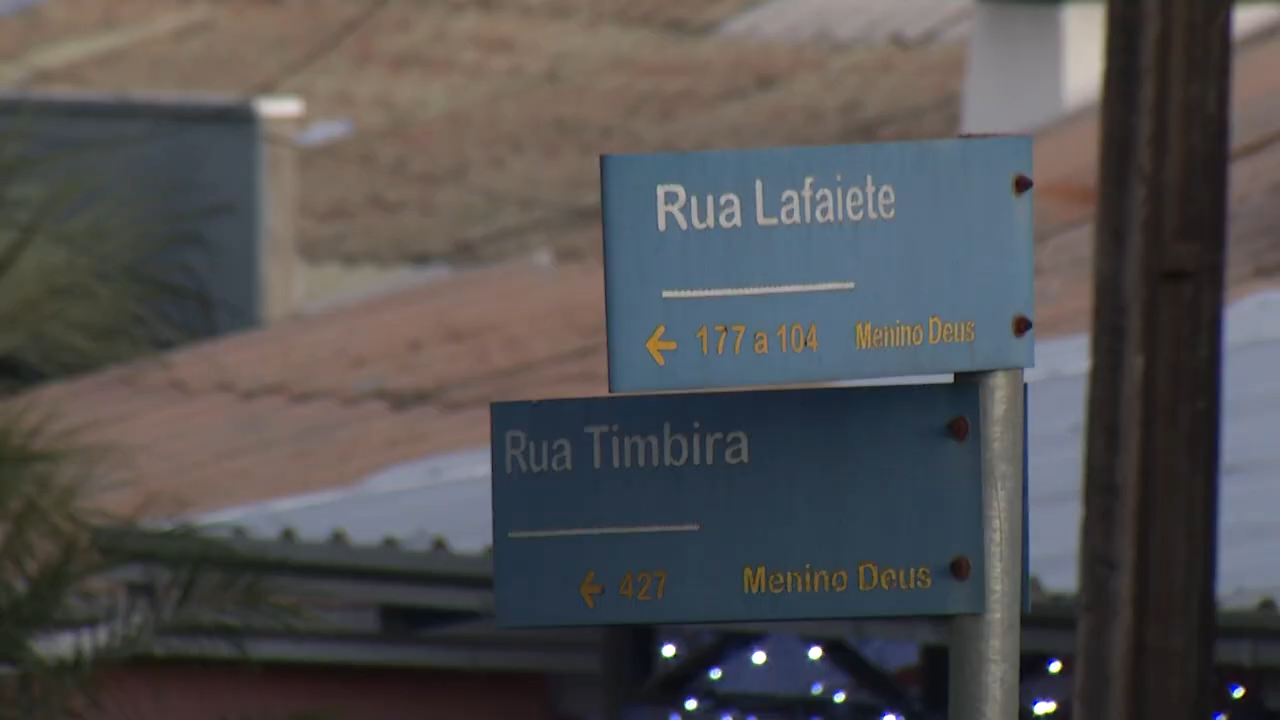 Rua Lafaiete
← 177 a 104 Menino Deus
Rua Timbira
← 427 Menino Deus